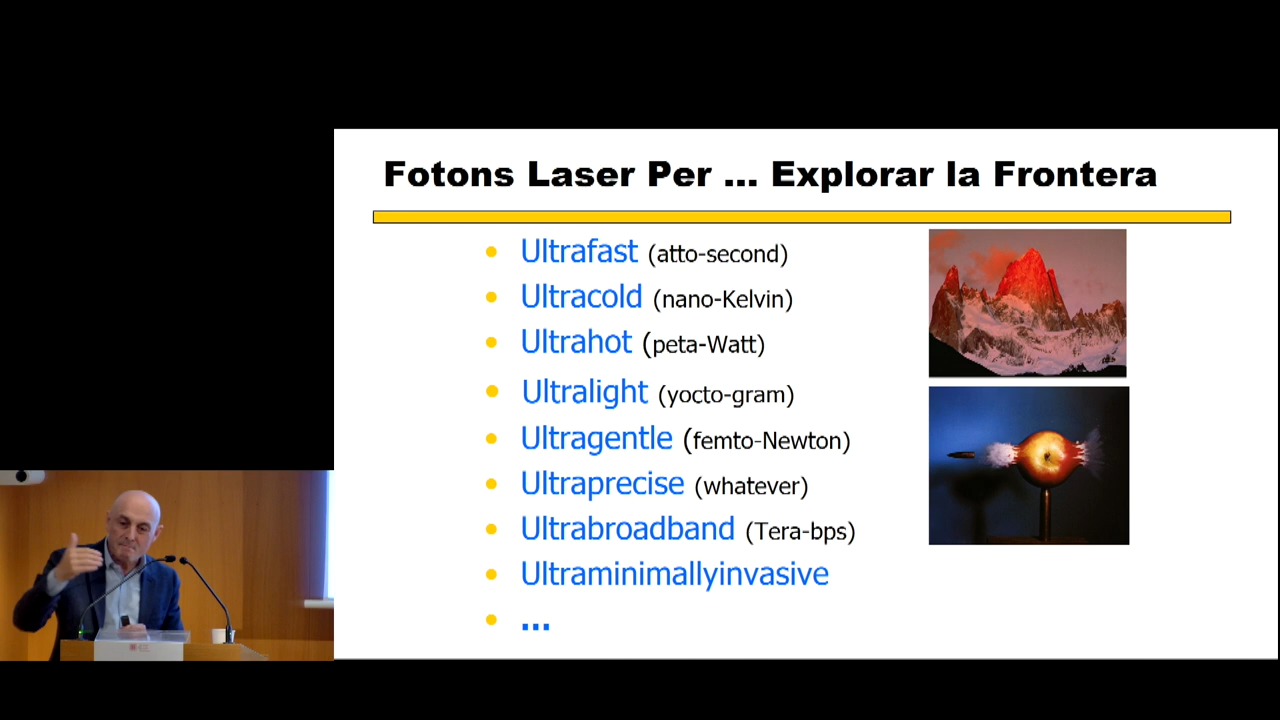 Fotons Laser Per ... Explorar la Frontera
• Ultrafast (atto-second)
• Ultracold (nano-Kelvin)
• Ultrahot (peta-Watt)
• Ultralight (yocto-gram)
• Ultragentle (femto-Newton)
• Ultraprecise (whatever)
• Ultrabroadband (Tera-bps)
• Ultraminimallyinvasive
• ...